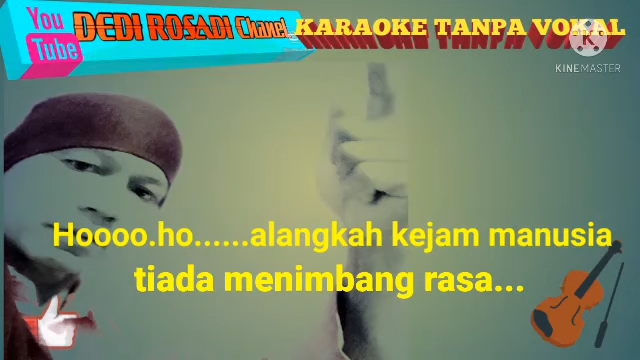 You Tube
DEDI ROSADI Chanel
KARAOKE TANPA VOKAL
KINEMASTER
Hoooo.ho......alangkah kejam manusia
tiada menimbang rasa...